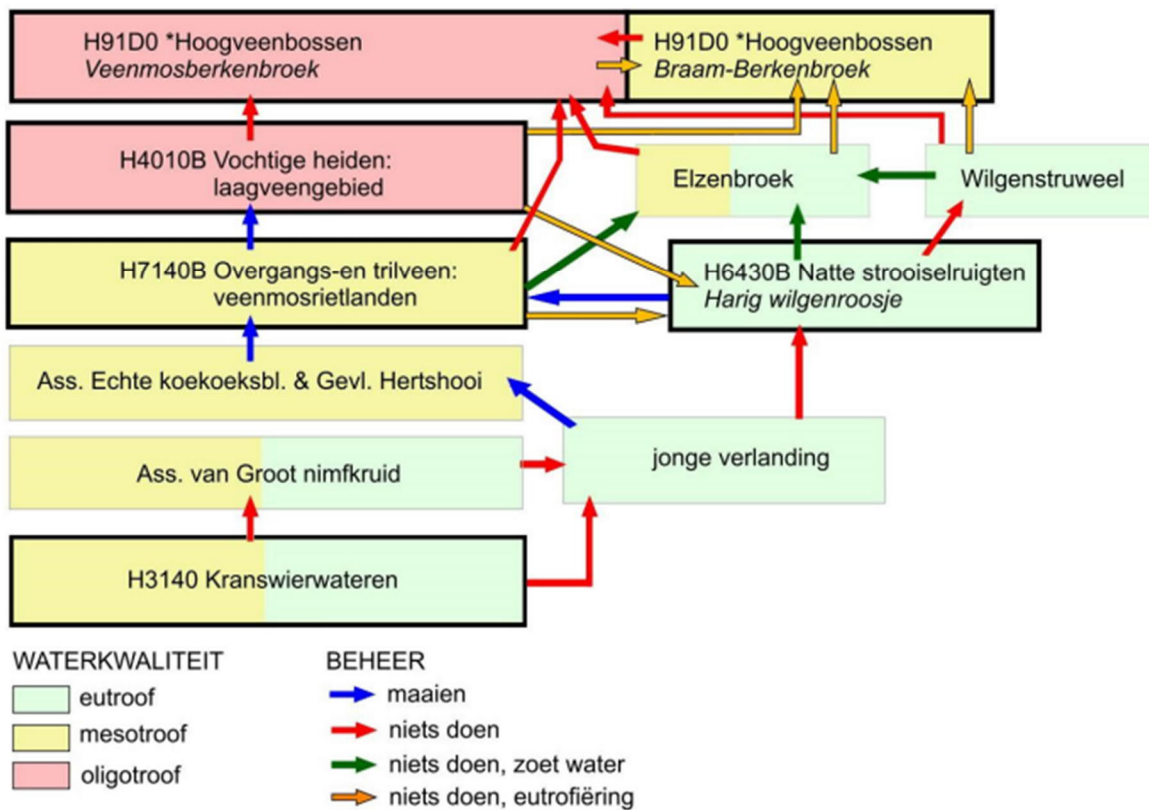 H91D0 *Hoogveenbossen
Veenmosberkenbroek
H91D0 *Hoogveenbossen
Braam-Berkenbroek
H4010B Vochtige heiden:
laagveengebied
Elzenbroek
Wilgenstruweel
H7140B Overgangs-en trilveen:
veenmosrietlanden
H6430B Natte strooiselruigten
Harig wilgenroosje
Ass. Echte koekoeksbl. & Gevl. Hertshooi
Ass. van Groot nimfkruid
jonge verlanding
H3140 Kranswierwateren
WATERKWALITEIT
eutroof
mesotroof
oligotroof
BEHEER
maaien
niets doen
niets doen, zoet water
niets doen, eutrofiëring